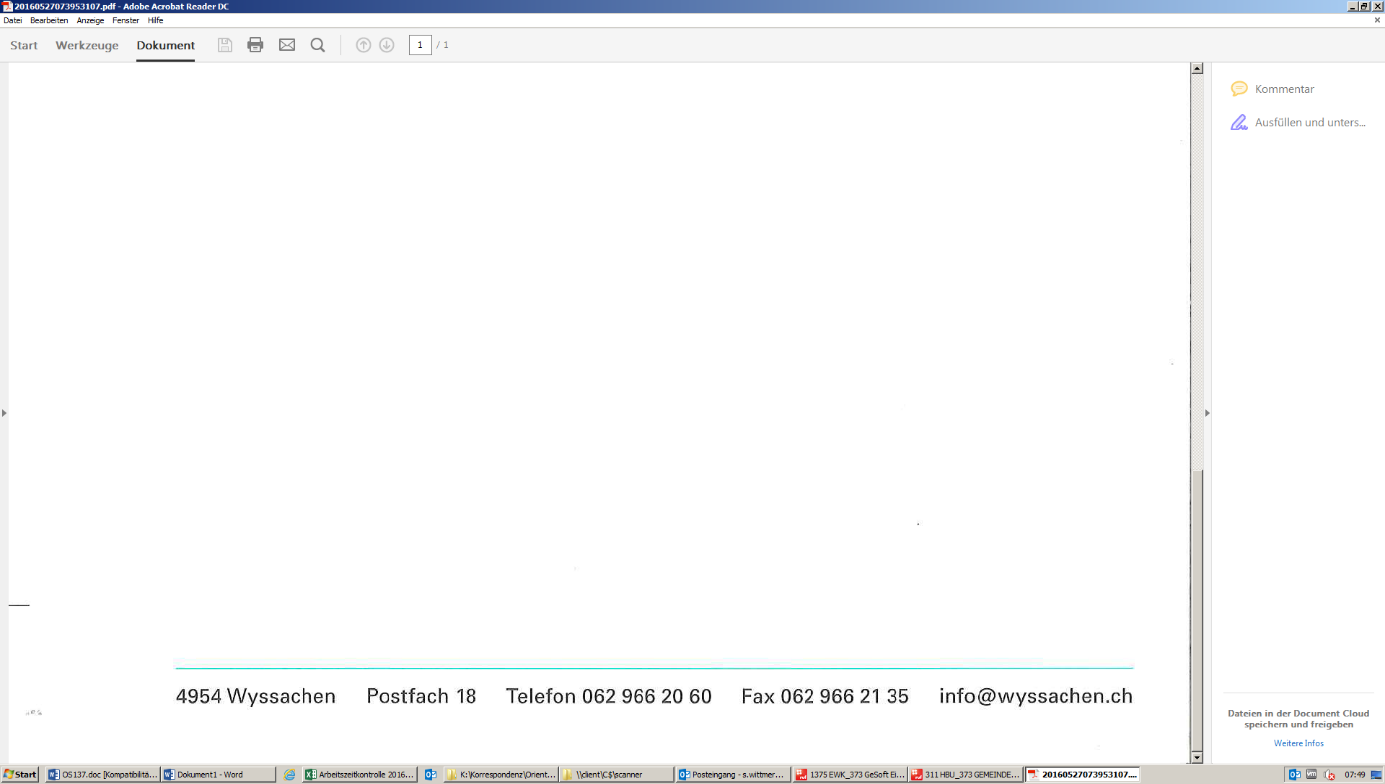 20160527073953107.pdf - Adobe Acrobat Reader DC
Datei Bearbeiten Anzeige Fenster Hilfe
Start Werkzeuge Dokument 1 / 1
Kommentar
Ausfüllen und unters...
4954 Wyssachen Postfach 18 Telefon 062 966 20 60 Fax 062 966 21 35 info@wyssachen.ch
Dateien in der Document Cloud
speichern und freigeben
Weitere Infos
Start OS137.doc [Kompatibilitä... Dokument1 - Word Arbeitszeitkontrolle 2016... K:\Korrespondenz\Orient... \\client\C$\scanner Posteingang - s.wittmer... 1375 EWK_373 GeSoft Ei... 311 HBU_373 GEMEINDE... 20160527073953107.... 07:49